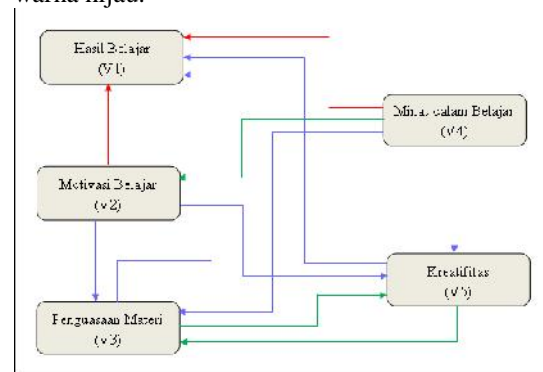 warna hijau.
Hasil Belajar
(V1)
Minat dalam Belajar
(V4)
Motivasi Belajar
(v2)
Kreatifitas
(V5)
Penguasaan Materi
(v3)